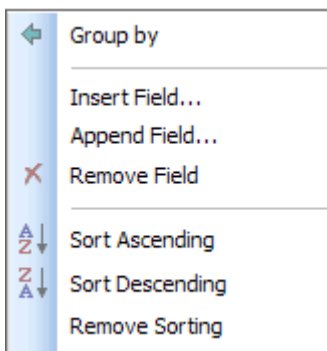 Group by
Insert Field...
Append Field...
Remove Field
Sort Ascending
Sort Descending
Remove Sorting